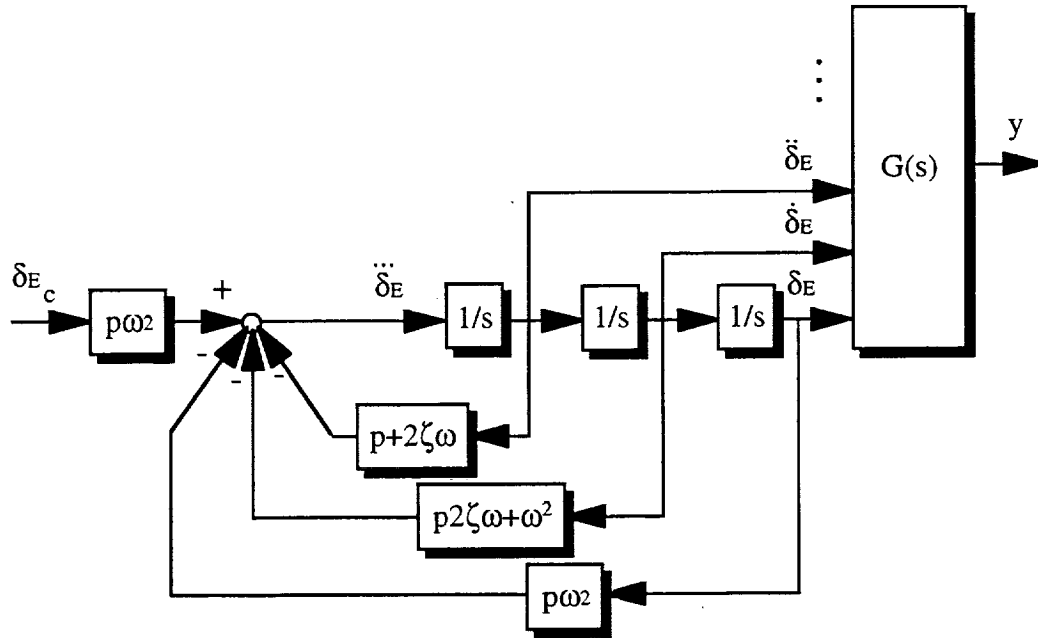 ⋮
y
G(s)
δ̈E
δ̇E
δEc
pω2
+
δ⃛E
1/s
1/s
1/s
δE
-
-
-
p+2ζω
p2ζω+ω²
pω2